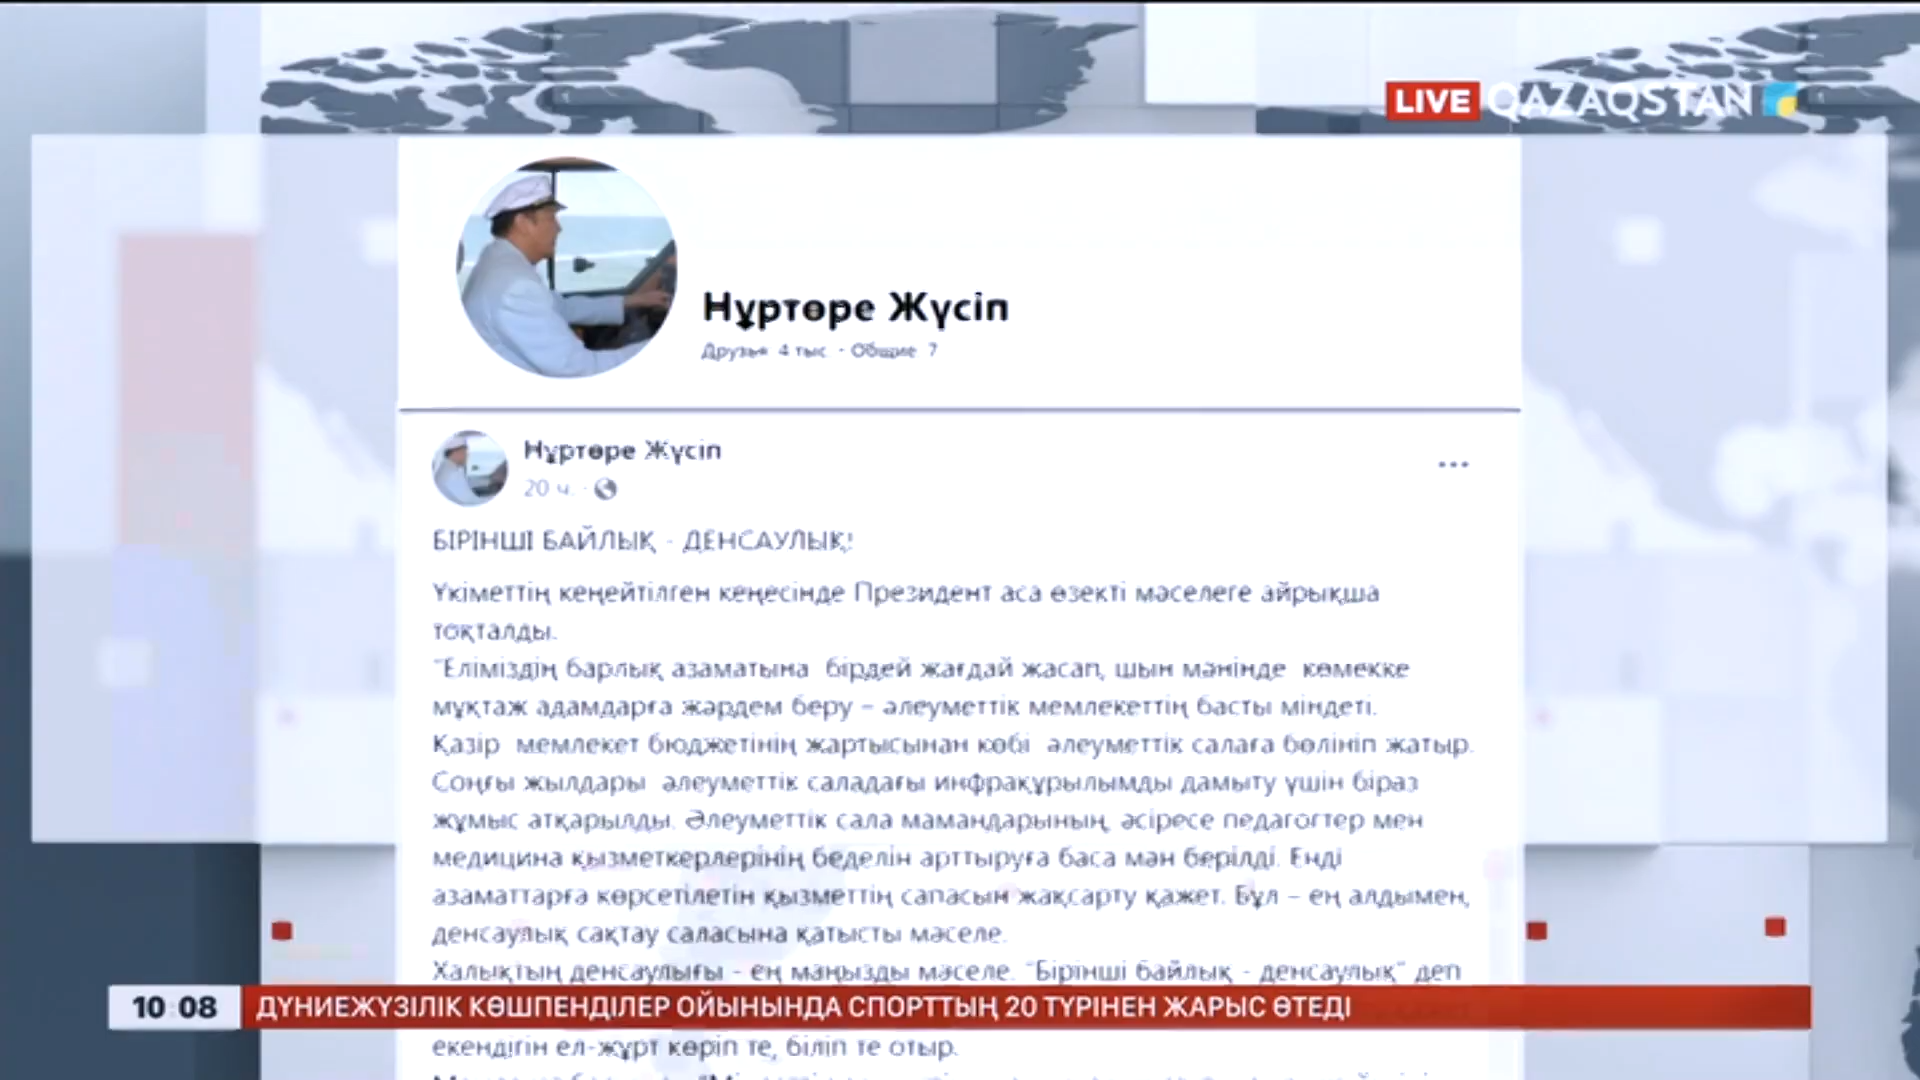 LIVE QAZAQSTAN
Нұртөре Жүсіп
Друзья 4 тыс. · Общие 7
Нұртөре Жүсіп
20 ч. ·
БІРІНШІ БАЙЛЫҚ - ДЕНСАУЛЫҚ!
Үкіметтің кеңейтілген кеңесінде Президент аса өзекті мәселеге айрықша
тоқталды.
"Еліміздің барлық азаматына бірдей жағдай жасап, шын мәнінде көмекке
мұқтаж адамдарға жәрдем беру – әлеуметтік мемлекеттің басты міндеті.
Қазір мемлекет бюджетінің жартысынан көбі әлеуметтік салаға бөлініп жатыр.
Соңғы жылдары әлеуметтік саладағы инфрақұрылымды дамыту үшін біраз
жұмыс атқарылды. Әлеуметтік сала мамандарының, әсіресе педагогтер мен
медицина қызметкерлерінің беделін арттыруға баса мән берілді. Енді
азаматтарға көрсетілетін қызметтің сапасын жақсарту қажет. Бұл – ең алдымен,
денсаулық сақтау саласына қатысты мәселе.
Халықтың денсаулығы - ең маңызды мәселе. "Бірінші байлық - денсаулық" деп
10:08 ДҮНИЕЖҮЗІЛІК КӨШПЕНДІЛЕР ОЙЫНЫНДА СПОРТТЫҢ 20 ТҮРІНЕН ЖАРЫС ӨТЕДІ
екендігін ел-жұрт көріп те, біліп те отыр.